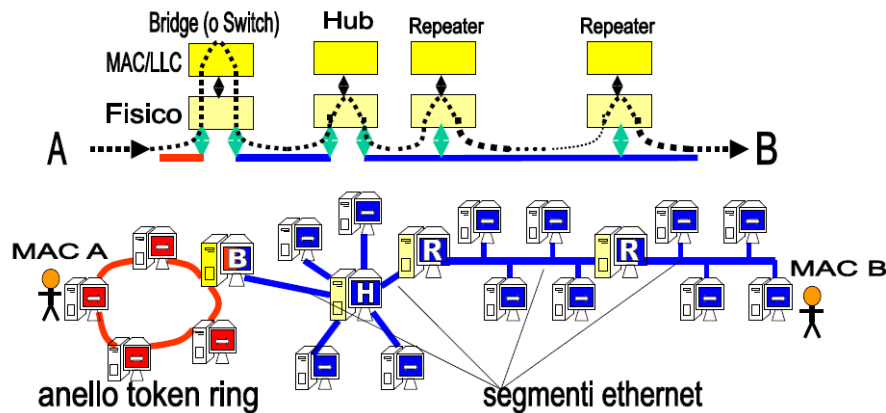 Bridge (o Switch) Hub Repeater Repeater
MAC/LLC
Fisico
A B
MAC A B H R R MAC B
anello token ring segmenti ethernet